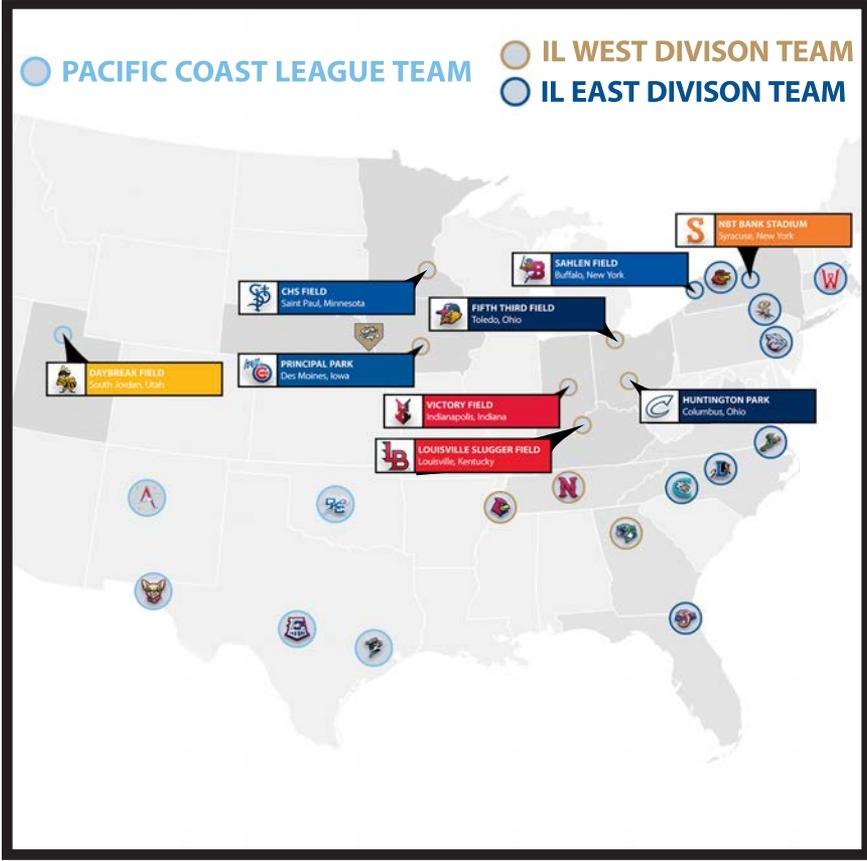 PACIFIC COAST LEAGUE TEAM
IL WEST DIVISON TEAM
IL EAST DIVISON TEAM
S
NBT BANK STADIUM
Syracuse, New York
B
SAHLEN FIELD
Buffalo, New York
W
CHS FIELD
Saint Paul, Minnesota
FIFTH THIRD FIELD
Toledo, Ohio
DAYBREAK FIELD
South Jordan, Utah
PRINCIPAL PARK
Des Moines, Iowa
VICTORY FIELD
Indianapolis, Indiana
C
HUNTINGTON PARK
Columbus, Ohio
LB
LOUISVILLE SLUGGER FIELD
Louisville, Kentucky
A
OKC
N
D
E